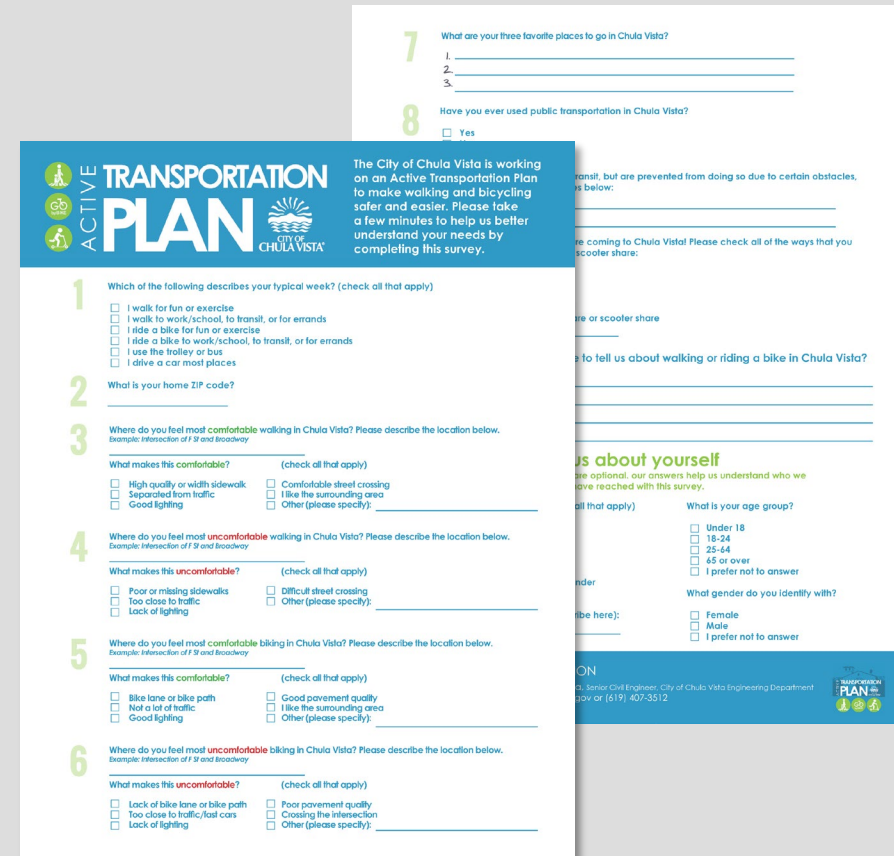 ACTIVE
TRANSPORTATION
PLAN
CITY OF
CHULA VISTA
The City of Chula Vista is working
on an Active Transportation Plan
to make walking and bicycling
safer and easier. Please take
a few minutes to help us better
understand your needs by
completing this survey.
1
Which of the following describes your typical week? (check all that apply)
I walk for fun or exercise
I walk to work/school, to transit, or for errands
I ride a bike for fun or exercise
I ride a bike to work/school, to transit, or for errands
I use the trolley or bus
I drive a car most places
2
What is your home ZIP code?
3
Where do you feel most comfortable walking in Chula Vista? Please describe the location below.
Example: Intersection of F St and Broadway
What makes this comfortable? (check all that apply)
High quality or width sidewalk Comfortable street crossing
Separated from traffic I like the surrounding area
Good lighting Other (please specify):
4
Where do you feel most uncomfortable walking in Chula Vista? Please describe the location below.
Example: Intersection of F St and Broadway
What makes this uncomfortable? (check all that apply)
Poor or missing sidewalks Difficult street crossing
Too close to traffic Other (please specify):
Lack of lighting
5
Where do you feel most comfortable biking in Chula Vista? Please describe the location below.
Example: Intersection of F St and Broadway
What makes this comfortable? (check all that apply)
Bike lane or bike path Good pavement quality
Not a lot of traffic I like the surrounding area
Good lighting Other (please specify):
6
Where do you feel most uncomfortable biking in Chula Vista? Please describe the location below.
Example: Intersection of F St and Broadway
What makes this uncomfortable? (check all that apply)
Lack of bike lane or bike path Poor pavement quality
Too close to traffic/fast cars Crossing the intersection
Lack of lighting Other (please specify):
7
What are your three favorite places to go in Chula Vista?
1.
2.
3.
8
Have you ever used public transportation in Chula Vista?
Yes
ransit, but are prevented from doing so due to certain obstacles,
s below:
re coming to Chula Vista! Please check all of the ways that you
scooter share:
are or scooter share
e to tell us about walking or riding a bike in Chula Vista?
us about yourself
are optional, our answers help us understand who we
have reached with this survey.
all that apply) What is your age group?
Under 18
18-24
25-64
65 or over
I prefer not to answer
nder
What gender do you identify with?
ribe here): Female
Male
I prefer not to answer
ON
Senior Civil Engineer, City of Chula Vista Engineering Department
gov or (619) 407-3512
TRANSPORTATION
PLAN